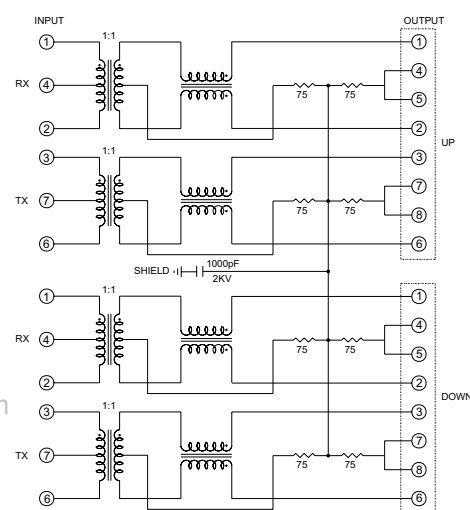 INPUT OUTPUT
1:1
1 1
4
RX 4 75 75
5
2 2
UP
3 1:1 3
7
TX 7 75 75
8
6 6
SHIELD 1000pF
2KV
1 1:1 1
4
RX 4 75 75
5
2 2
DOWN
3 1:1 3
7
TX 7 75 75
8
6 6